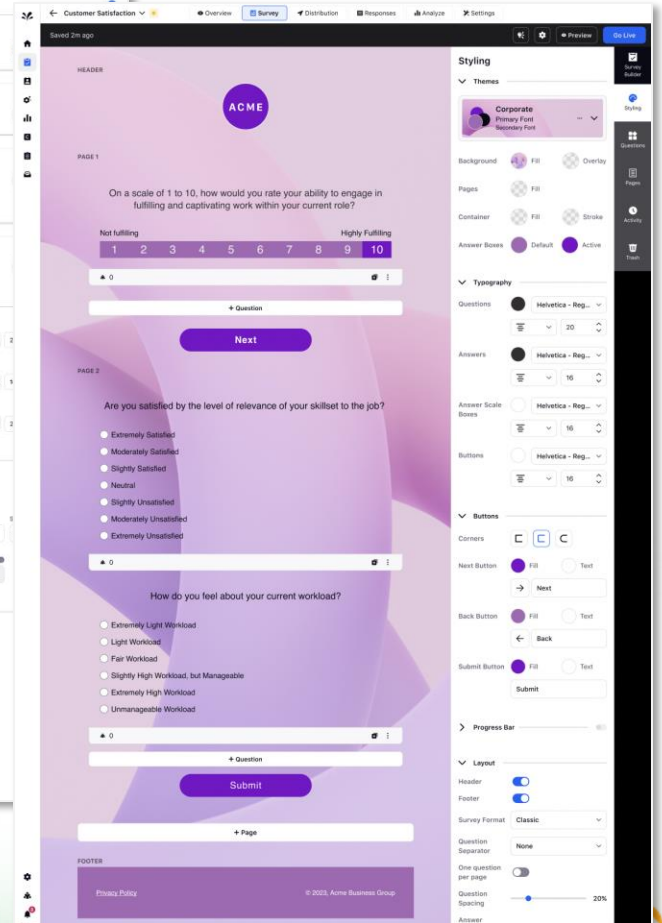 Customer Satisfaction
Overview
Survey
Distribution
Responses
Analyze
Settings
Saved 2m ago
Preview
Go Live
HEADER
ACME
PAGE 1
On a scale of 1 to 10, how would you rate your ability to engage in
fulfilling and captivating work within your current role?
Not fulfilling Highly Fulfilling
1 2 3 4 5 6 7 8 9 10
0
+ Question
Next
PAGE 2
Are you satisfied by the level of relevance of your skillset to the job?
Extremely Satisfied
Moderately Satisfied
Slightly Satisfied
Neutral
Slightly Unsatisfied
Moderately Unsatisfied
Extremely Unsatisfied
0
How do you feel about your current workload?
Extremely Light Workload
Light Workload
Fair Workload
Slightly High Workload, but Manageable
Extremely High Workload
Unmanageable Workload
0
+ Question
Submit
+ Page
FOOTER
Privacy Policy © 2023, Acme Business Group
Styling
Themes
Corporate
Primary Font
Secondary Font
Background Fill Overlay
Pages Fill
Container Fill Stroke
Answer Boxes Default Active
Typography
Questions Helvetica - Reg...
20
Answers Helvetica - Reg...
16
Answer Scale
Boxes
Helvetica - Reg...
16
Buttons Helvetica - Reg...
16
Buttons
Corners
Next Button Fill Text
Next
Back Button Fill Text
Back
Submit Button Fill Text
Submit
Progress Bar
Layout
Header
Footer
Survey Format Classic
Question
Separator
None
One question
per page
Question
Spacing
20%
Answer
Survey
Builder
Styling
Questions
Pages
Activity
Trash